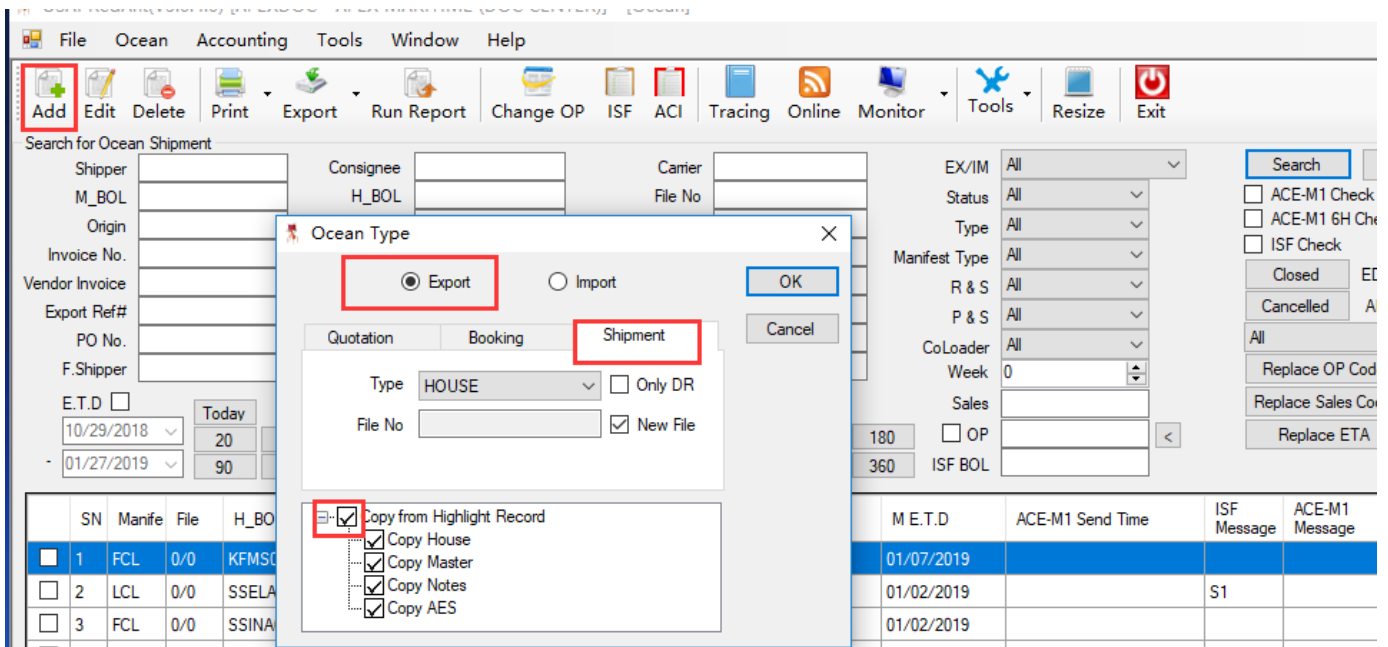 File Ocean Accounting Tools Window Help
Add Edit Delete Print Export Run Report Change OP ISF ACI Tracing Online Monitor Tools Resize Exit
Search for Ocean Shipment
Shipper Consignee Carrier EX/IM All Search
M_BOL H_BOL File No Status All ACE-M1 Check
Origin Type All ACE-M1 6H Che
Invoice No. Manifest Type All ISF Check
Vendor Invoice R & S All Closed ED
Export Ref# P & S All Cancelled A
PO No. CoLoader All All
F.Shipper Week 0 Replace OP Cod
E.T.D Today Sales Replace Sales Co
10/29/2018 20 180 OP < Replace ETA
- 01/27/2019 90 360 ISF BOL
Ocean Type
Export Import OK
Quotation Booking Shipment Cancel
Type HOUSE Only DR
File No New File
Copy from Highlight Record
Copy House
Copy Master
Copy Notes
Copy AES
SN Manife File H_BO M E.T.D ACE-M1 Send Time ISF Message ACE-M1 Message
1 FCL 0/0 KFMS 01/07/2019
2 LCL 0/0 SSELA 01/02/2019 S1
3 FCL 0/0 SSINA 01/02/2019